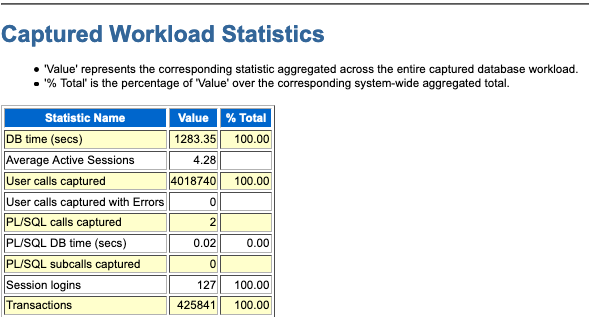 Captured Workload Statistics
• 'Value' represents the corresponding statistic aggregated across the entire captured database workload.
• '% Total' is the percentage of 'Value' over the corresponding system-wide aggregated total.
Statistic Name Value % Total
DB time (secs) 1283.35 100.00
Average Active Sessions 4.28
User calls captured 4018740 100.00
User calls captured with Errors 0
PL/SQL calls captured 2
PL/SQL DB time (secs) 0.02 0.00
PL/SQL subcalls captured 0
Session logins 127 100.00
Transactions 425841 100.00